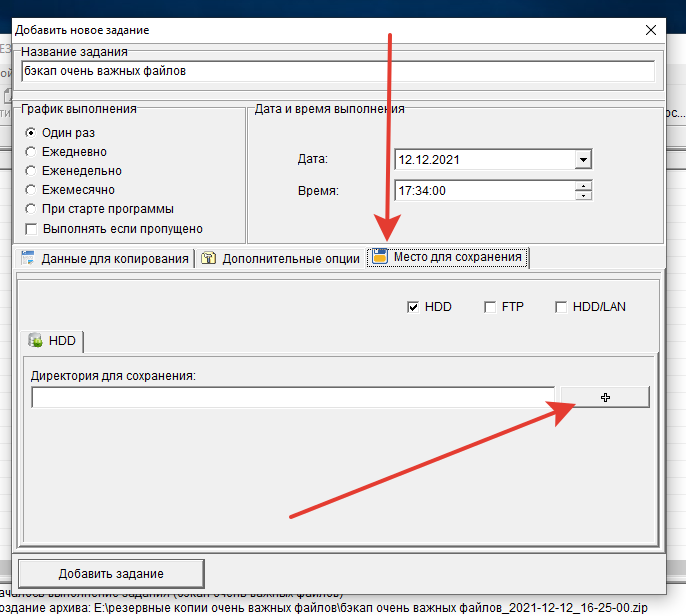 Добавить новое задание
Название задания
бэкап очень важных файлов
График выполнения
Дата и время выполнения
Один раз
Ежедневно
Еженедельно
Ежемесячно
При старте программы
Выполнять если пропущено
Дата:
12.12.2021
Время:
17:34:00
Данные для копирования
Дополнительные опции
Место для сохранения
HDD
FTP
HDD/LAN
HDD
Директория для сохранения:
Добавить задание
ачалось выполнение задания (бэкап очень важных файлов)
оздание архива: E:\резервные копии очень важных файлов\бэкап очень важных файлов_2021-12-12_16-25-00.zip